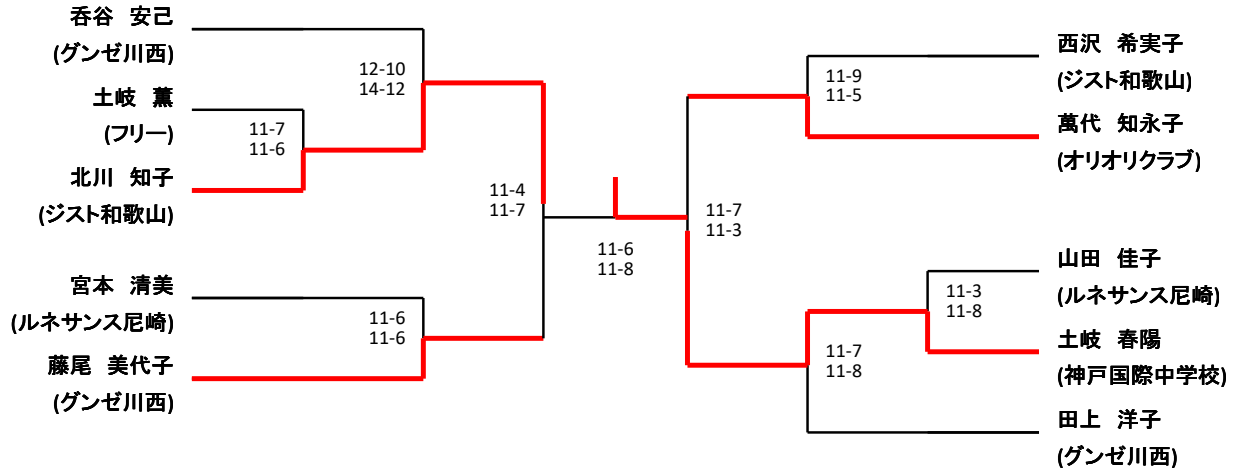 呑谷　安己
(グンゼ川西)
土岐　薫
(フリー)
北川　知子
(ジスト和歌山)
宮本　清美
(ルネサンス尼崎)
藤尾　美代子
(グンゼ川西)
12-10
14-12
11-7
11-6
11-4
11-7
11-6
11-6
11-6
11-8
11-7
11-3
11-9
11-5
11-3
11-8
11-7
11-8
西沢　希実子
(ジスト和歌山)
萬代　知永子
(オリオリクラブ)
山田　佳子
(ルネサンス尼崎)
土岐　春陽
(神戸国際中学校)
田上　洋子
(グンゼ川西)